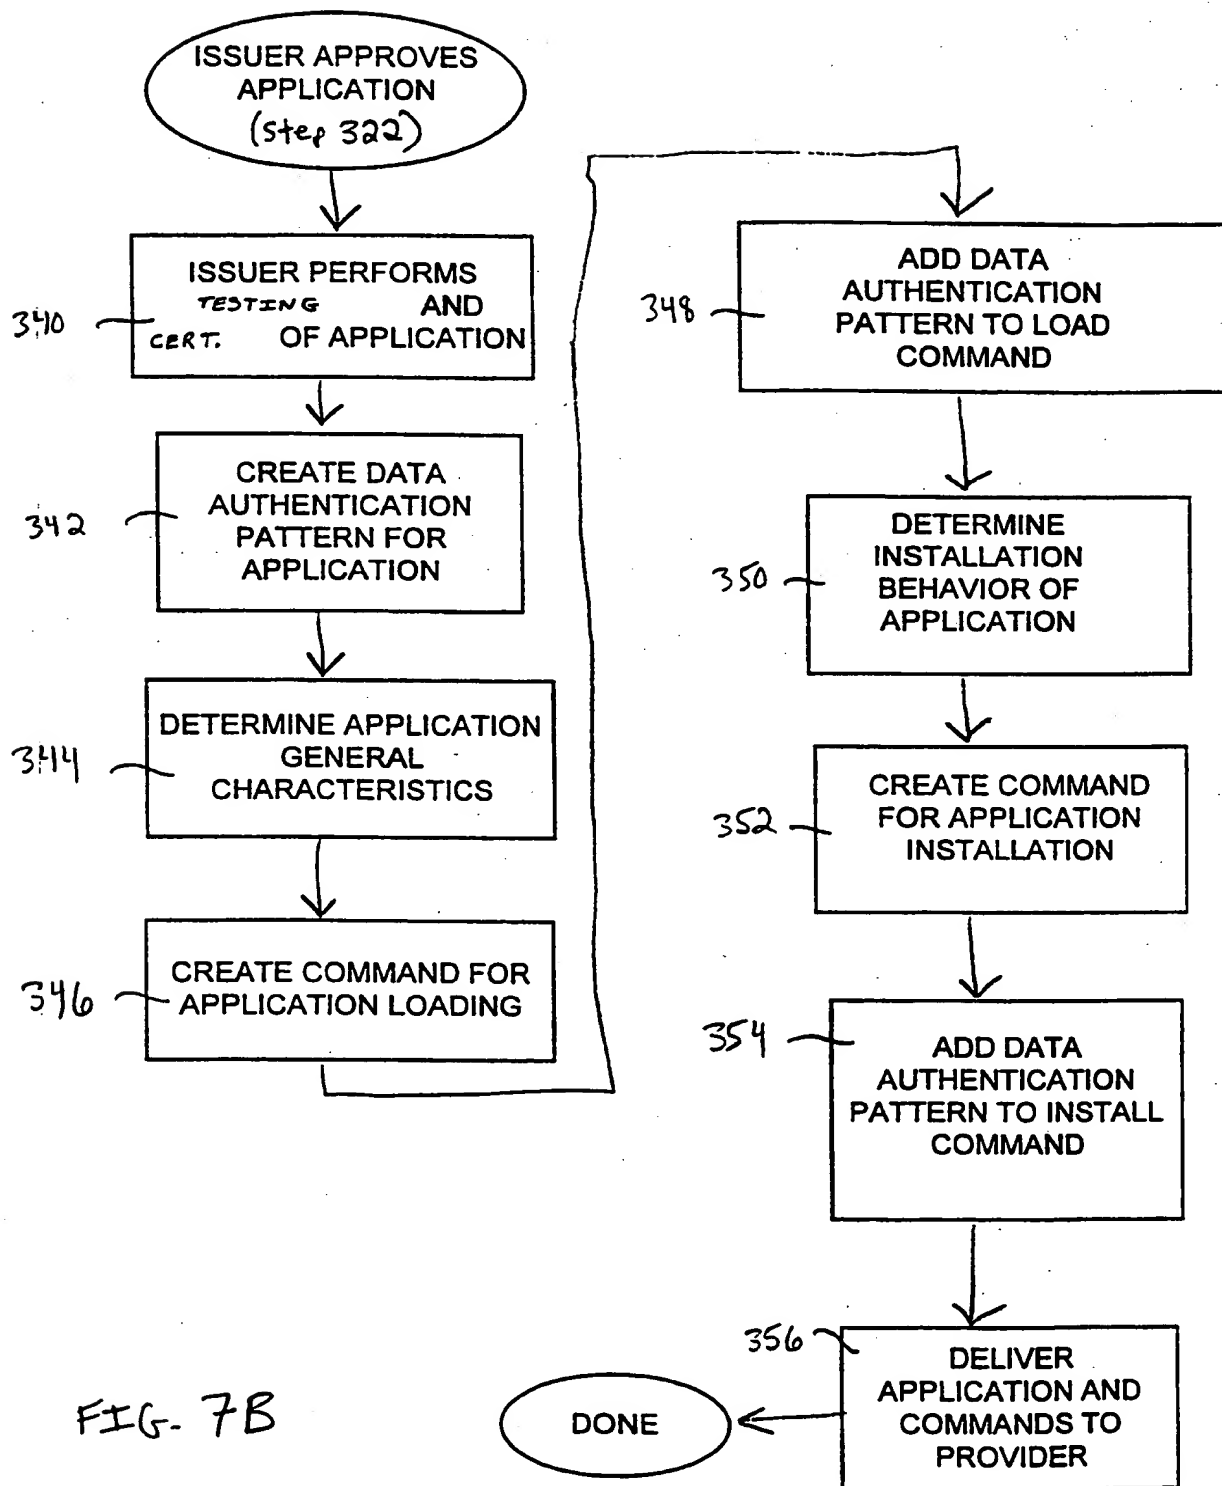 ISSUER APPROVES
APPLICATION
(step 322)
340
ISSUER PERFORMS
TESTING AND
CERT. OF APPLICATION
342
CREATE DATA
AUTHENTICATION
PATTERN FOR
APPLICATION
344
DETERMINE APPLICATION
GENERAL
CHARACTERISTICS
346
CREATE COMMAND FOR
APPLICATION LOADING
348
ADD DATA
AUTHENTICATION
PATTERN TO LOAD
COMMAND
350
DETERMINE
INSTALLATION
BEHAVIOR OF
APPLICATION
352
CREATE COMMAND
FOR APPLICATION
INSTALLATION
354
ADD DATA
AUTHENTICATION
PATTERN TO INSTALL
COMMAND
356
DELIVER
APPLICATION AND
COMMANDS TO
PROVIDER
DONE
FIG. 7B